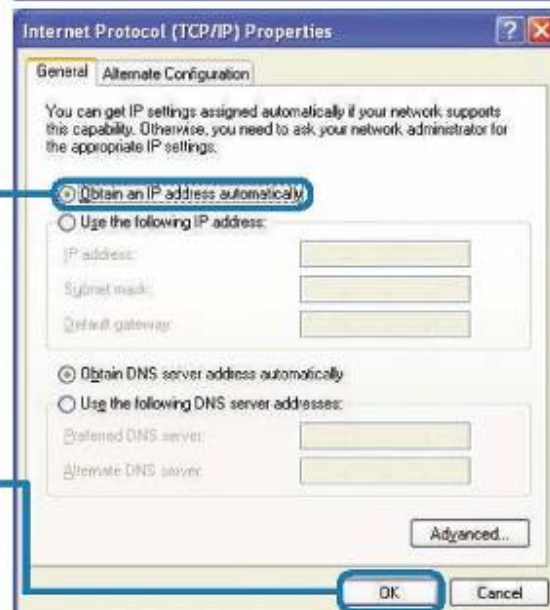 Internet Protocol (TCP/IP) Properties
General Alternate Configuration
You can get IP settings assigned automatically if your network supports
this capability. Otherwise, you need to ask your network administrator for
the appropriate IP settings.
Obtain an IP address automatically
Use the following IP address:
IP address:
Subnet mask:
Default gateway:
Obtain DNS server address automatically
Use the following DNS server addresses:
Preferred DNS server:
Alternate DNS server:
Advanced...
OK Cancel